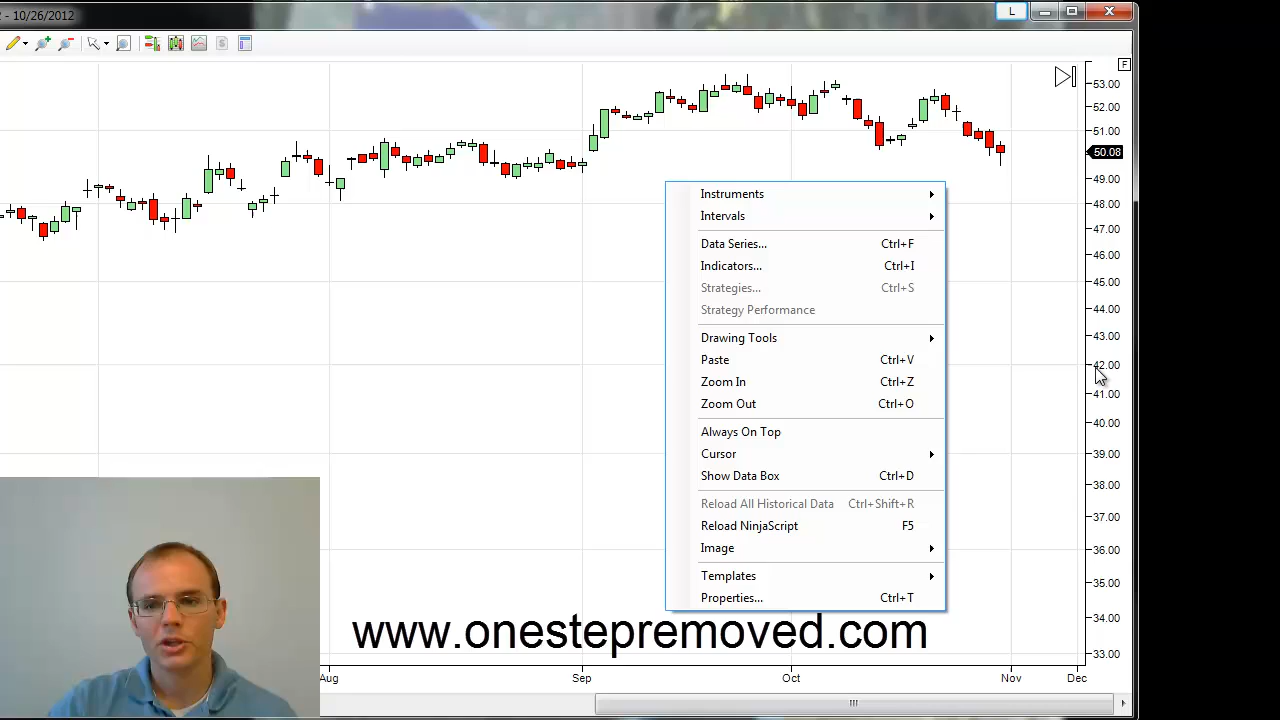 - 10/26/2012
L
F
53.00
52.00
51.00
50.08
49.00
48.00
47.00
46.00
45.00
44.00
43.00
42.00
41.00
40.00
39.00
38.00
37.00
36.00
35.00
34.00
33.00
Instruments
Intervals
Data Series... Ctrl+F
Indicators... Ctrl+I
Strategies... Ctrl+S
Strategy Performance
Drawing Tools
Paste Ctrl+V
Zoom In Ctrl+Z
Zoom Out Ctrl+O
Always On Top
Cursor
Show Data Box Ctrl+D
Reload All Historical Data Ctrl+Shift+R
Reload NinjaScript F5
Image
Templates
Properties... Ctrl+T
www.onestepremoved.com
Aug Sep Oct Nov Dec